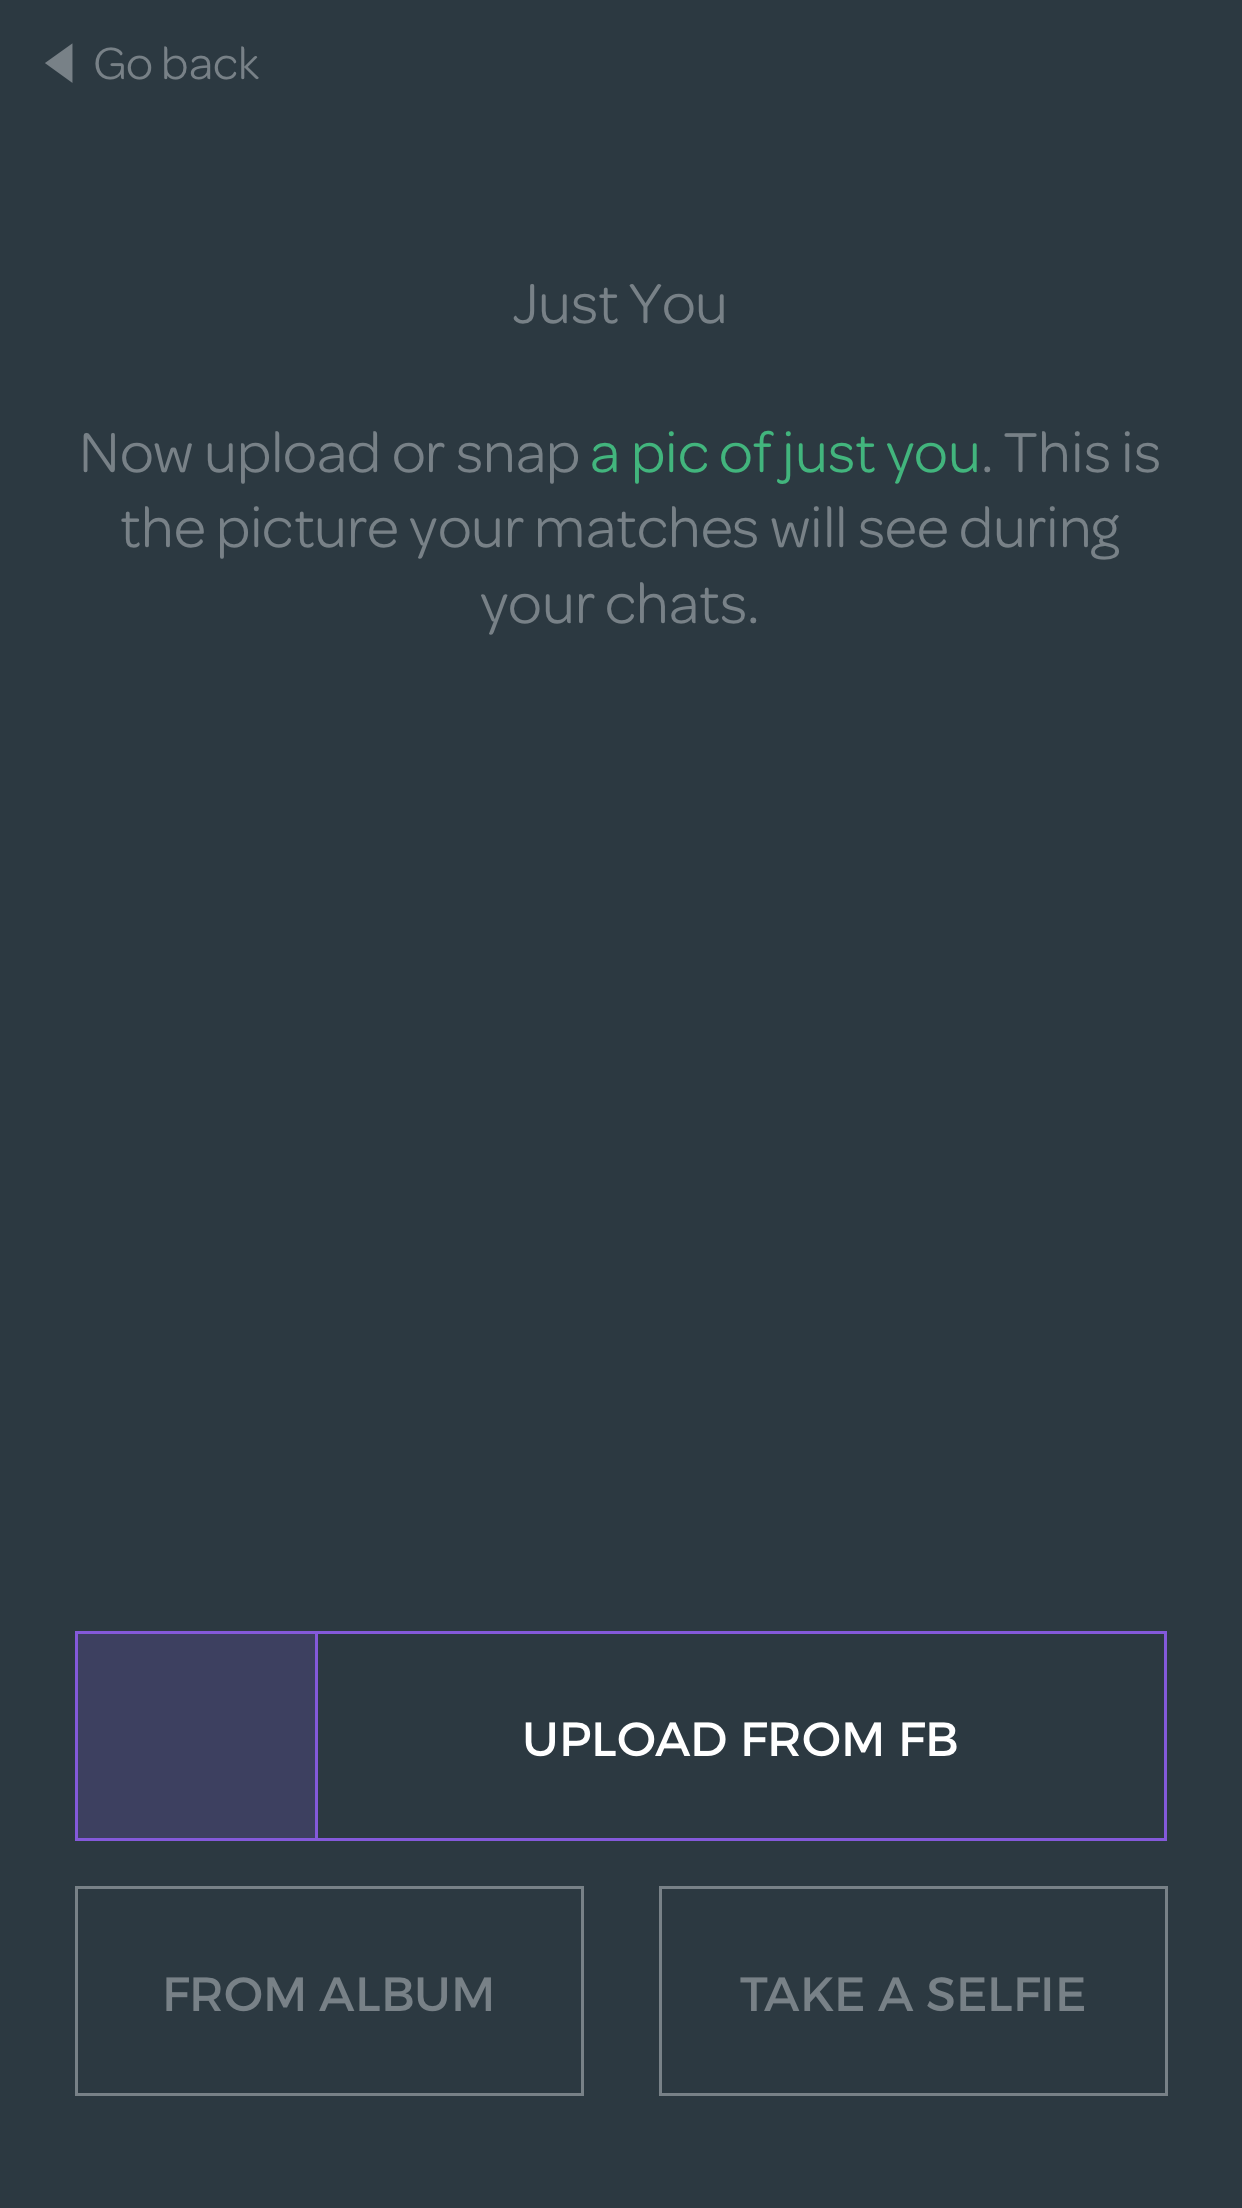 Go back
Just You
Now upload or snap a pic of just you. This is
the picture your matches will see during
your chats.
UPLOAD FROM FB
FROM ALBUM
TAKE A SELFIE